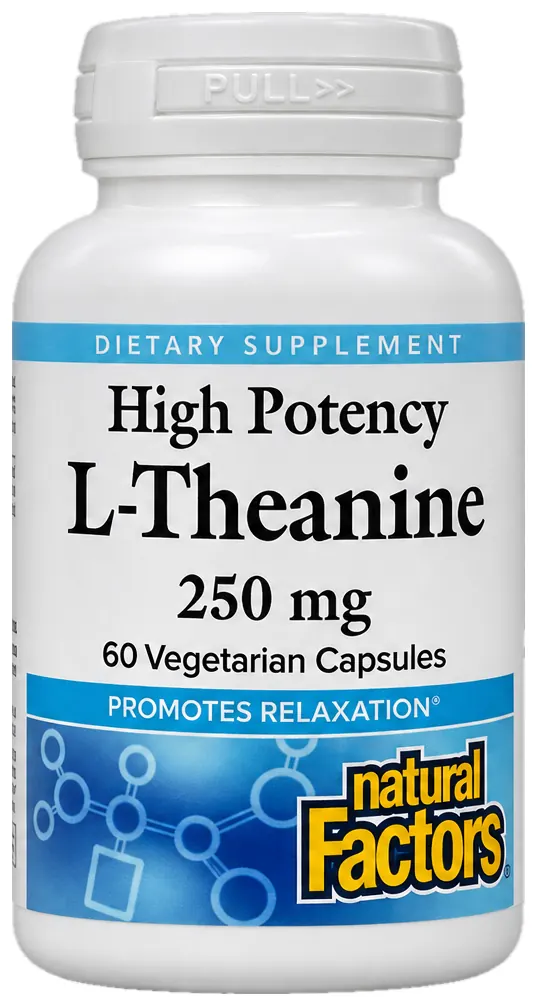 PULL>>
DIETARY SUPPLEMENT
High Potency
L-Theanine
250 mg
60 Vegetarian Capsules
PROMOTES RELAXATION®
natural
Factors®